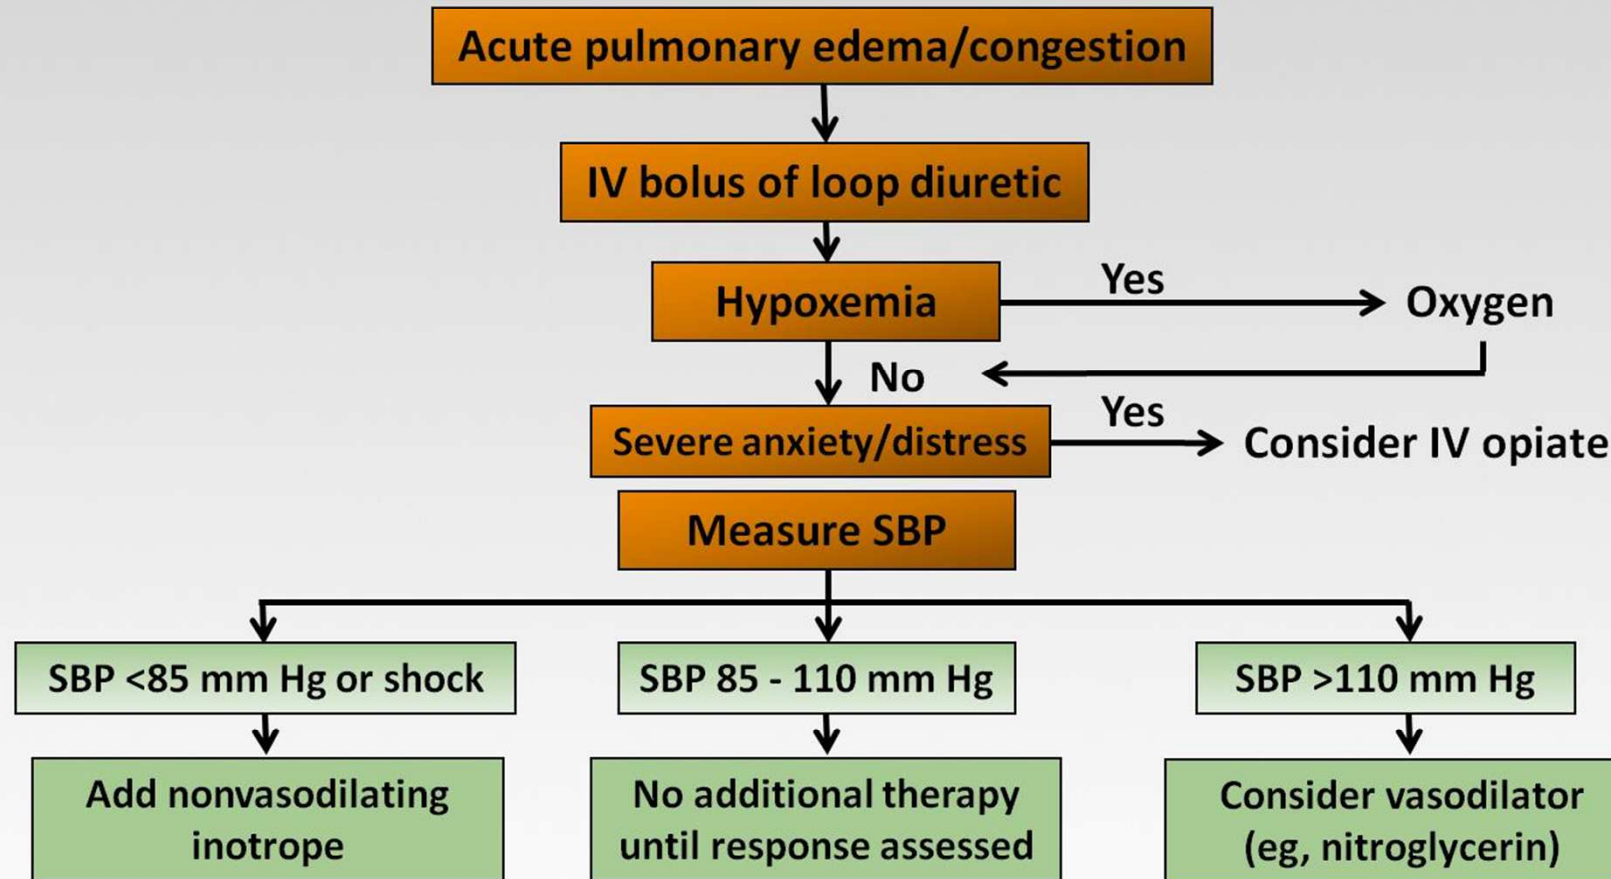 Acute pulmonary edema/congestion
IV bolus of loop diuretic
Hypoxemia
Yes
Oxygen
No
Severe anxiety/distress
Yes
Consider IV opiate
Measure SBP
SBP <85 mm Hg or shock
SBP 85 - 110 mm Hg
SBP >110 mm Hg
Add nonvasodilating
inotrope
No additional therapy
until response assessed
Consider vasodilator
(eg, nitroglycerin)